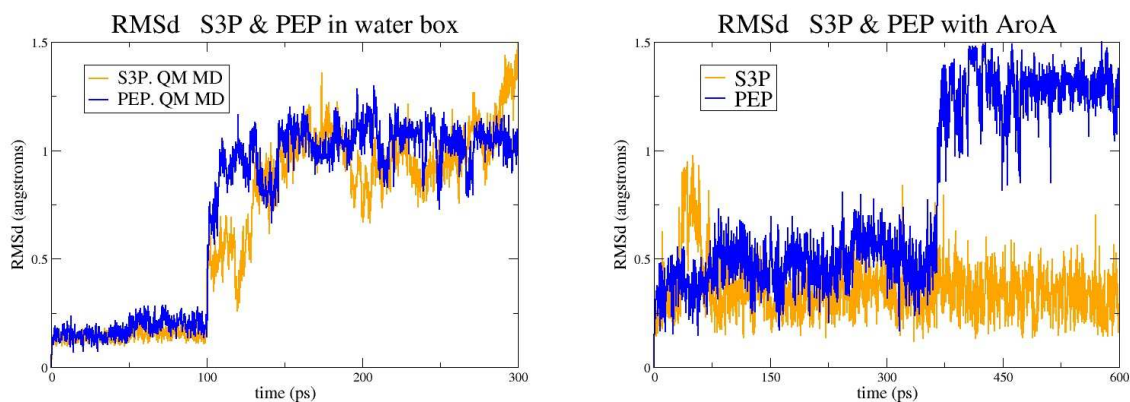 RMSd S3P & PEP in water box
1.5
1
0.5
0
RMSd (angstroms)
S3P. QM MD
PEP. QM MD
0 100 200 300
time (ps)
RMSd S3P & PEP with AroA
1.5
1
0.5
0
RMSd (angstroms)
S3P
PEP
0 150 300 450 600
time (ps)